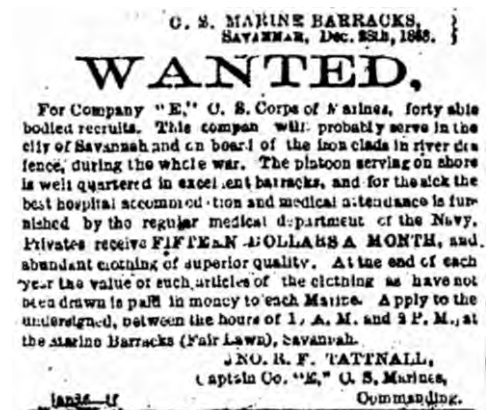 C. S. MARINE BARRACKS,
SAVANNAH, Dec. 28th, 1863.
WANTED,
For Company "E," C. S. Corps of Marines, forty able
bodied recruits. This compan will probably serve in the
city of Savannah and on board of the iron clads in river de
fence, during the whole war. The platoon serving on shore
is well quartered in excel ent barracks, and for the sick the
best hospital accommod tion and medical attendance is fur
nished by the regular medical department of the Navy.
Privates receive FIFTEEN DOLLARS A MONTH, and
abundant clothing of superior quality. At the end of each
year the value of such articles of the clothing as have not
been drawn is paid in money to each Marine. Apply to the
undersigned, between the hours of A. M. and 2 P. M., at
the Marine Barracks (Fair Lawn), Savannah.
JNO. R. F. TATTNALL,
Captain Co. "E," C. S. Marines,
Commanding.